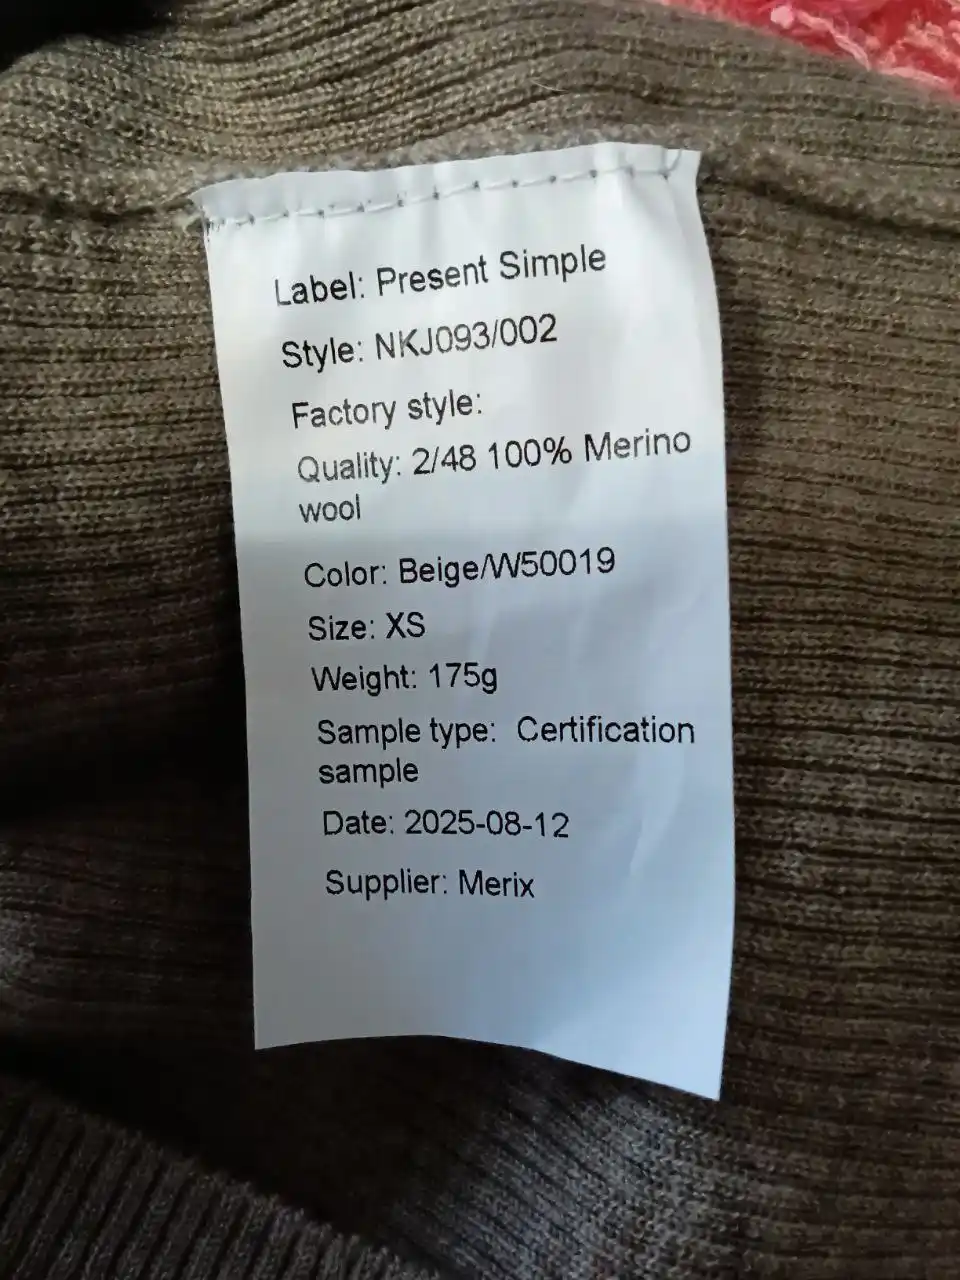 Label: Present Simple
Style: NKJ093/002
Factory style:
Quality: 2/48 100% Merino
wool
Color: Beige/W50019
Size: XS
Weight: 175g
Sample type: Certification
sample
Date: 2025-08-12
Supplier: Merix